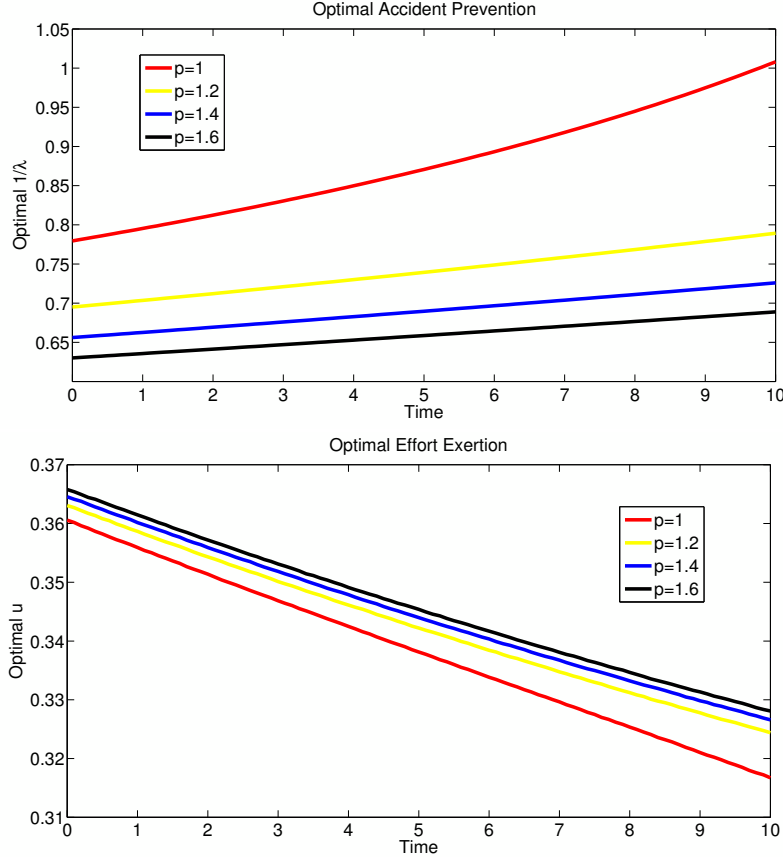 Optimal Accident Prevention
1.05
1
0.95
0.9
0.85
0.8
0.75
0.7
0.65
Optimal 1/λ
p=1
p=1.2
p=1.4
p=1.6
0 1 2 3 4 5 6 7 8 9 10
Time
Optimal Effort Exertion
0.37
0.36
0.35
0.34
0.33
0.32
0.31
Optimal u
p=1
p=1.2
p=1.4
p=1.6
0 1 2 3 4 5 6 7 8 9 10
Time